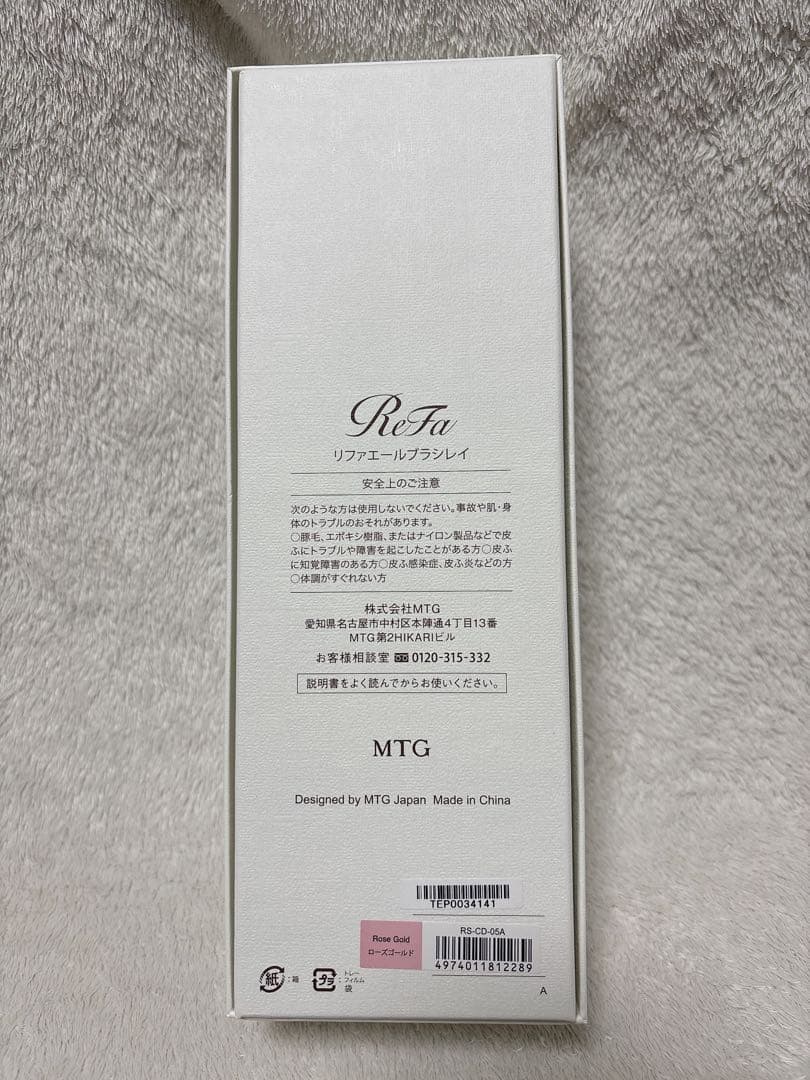 ReFa
リファエールブラシレイ
安全上のご注意
次のような方は使用しないでください。事故や肌・身
体のトラブルのおそれがあります。
○豚毛、エポキシ樹脂、またはナイロン製品などで皮
ふにトラブルや障害を起こしたことがある方○皮ふ
に知覚障害のある方○皮ふ感染症、皮ふ炎などの方
○体調がすぐれない方
株式会社MTG
愛知県名古屋市中村区本陣通4丁目13番
MTG第2HIKARIビル
お客様相談室 0120-315-332
説明書をよく読んでからお使いください。
MTG
Designed by MTG Japan Made in China
TEP0034141
RS-CD-05A
Rose Gold
ローズゴールド
4974011812289
紙 :箱
プラ :トレー
フィルム
袋
A